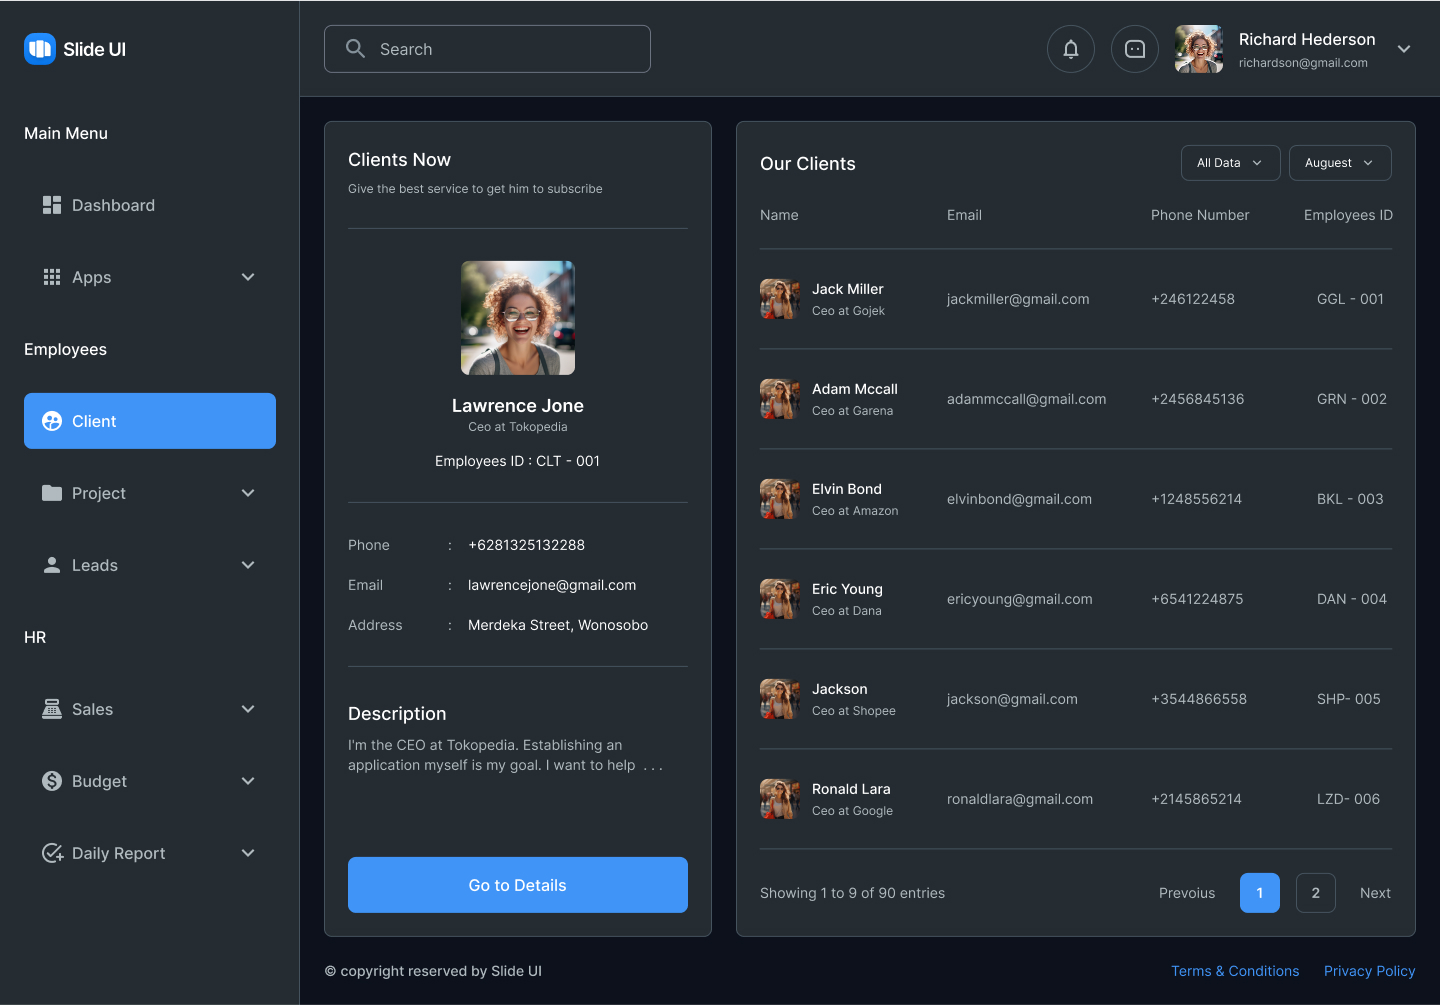 Slide UI
Search
Richard Hederson
richardson@gmail.com
Main Menu
Dashboard
Apps
Employees
Client
Project
Leads
HR
Sales
Budget
Daily Report
Clients Now
Give the best service to get him to subscribe
Lawrence Jone
Ceo at Tokopedia
Employees ID : CLT - 001
Phone : +6281325132288
Email : lawrencejone@gmail.com
Address : Merdeka Street, Wonosobo
Description
I'm the CEO at Tokopedia. Establishing an
application myself is my goal. I want to help ...
Go to Details
Our Clients
All Data
Auguest
Name Email Phone Number Employees ID
Jack Miller
Ceo at Gojek
jackmiller@gmail.com +246122458 GGL - 001
Adam Mccall
Ceo at Garena
adammccall@gmail.com +2456845136 GRN - 002
Elvin Bond
Ceo at Amazon
elvinbond@gmail.com +1248556214 BKL - 003
Eric Young
Ceo at Dana
ericyoung@gmail.com +6541224875 DAN - 004
Jackson
Ceo at Shopee
jackson@gmail.com +3544866558 SHP- 005
Ronald Lara
Ceo at Google
ronaldlara@gmail.com +2145865214 LZD- 006
Showing 1 to 9 of 90 entries
Prevoius 1 2 Next
© copyright reserved by Slide UI
Terms & Conditions Privacy Policy